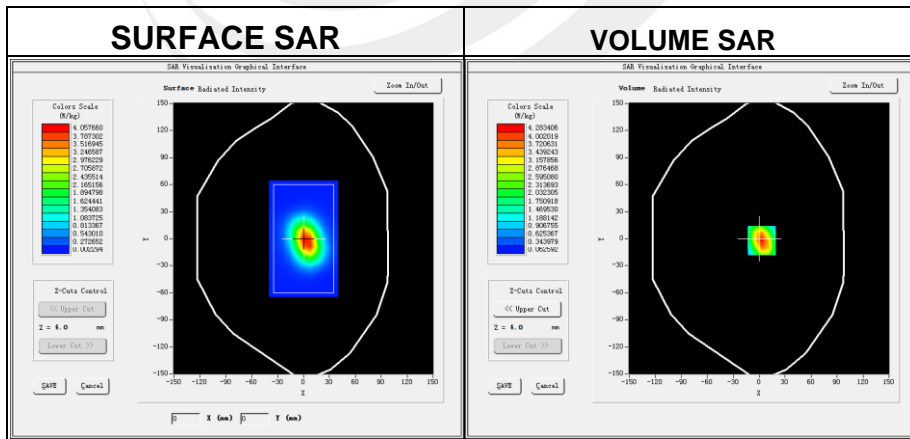 SURFACE SAR
VOLUME SAR
SAR Visualisation Graphical Interface
Surface Radiated Intensity
Zoom In/Out
Colors Scale
(W/kg)
4.057660
3.787302
3.516945
3.246587
2.976229
2.705872
2.435514
2.165156
1.894798
1.624441
1.354083
1.083725
0.813367
0.543010
0.272652
0.002294
150
120
90
60
30
0
-30
-60
-90
-120
-150
Y
-150 -120 -90 -60 -30 0 30 60 90 120 150
X
Z-Cuts Control
<< Upper Cut
Z = 4.0 mm
Lower Cut >>
SAVE Cancel
0 X (mm) 0 Y (mm)
SAR Visualisation Graphical Interface
Volume Radiated Intensity
Zoom In/Out
Colors Scale
(W/kg)
4.283406
4.002019
3.720631
3.439243
3.157856
2.876468
2.595080
2.313693
2.032305
1.750918
1.469530
1.188142
0.906755
0.625367
0.343979
0.062592
150
120
90
60
30
0
-30
-60
-90
-120
-150
Y
-150 -120 -90 -60 -30 0 30 60 90 120 150
X
Z-Cuts Control
<< Upper Cut
Z = 4.0 mm
Lower Cut >>
SAVE Cancel